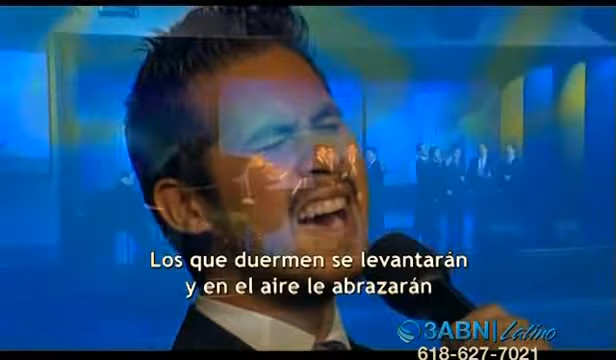 Los que duermen se levantarán
y en el aire le abrazarán
3ABN Latino
618-627-7021